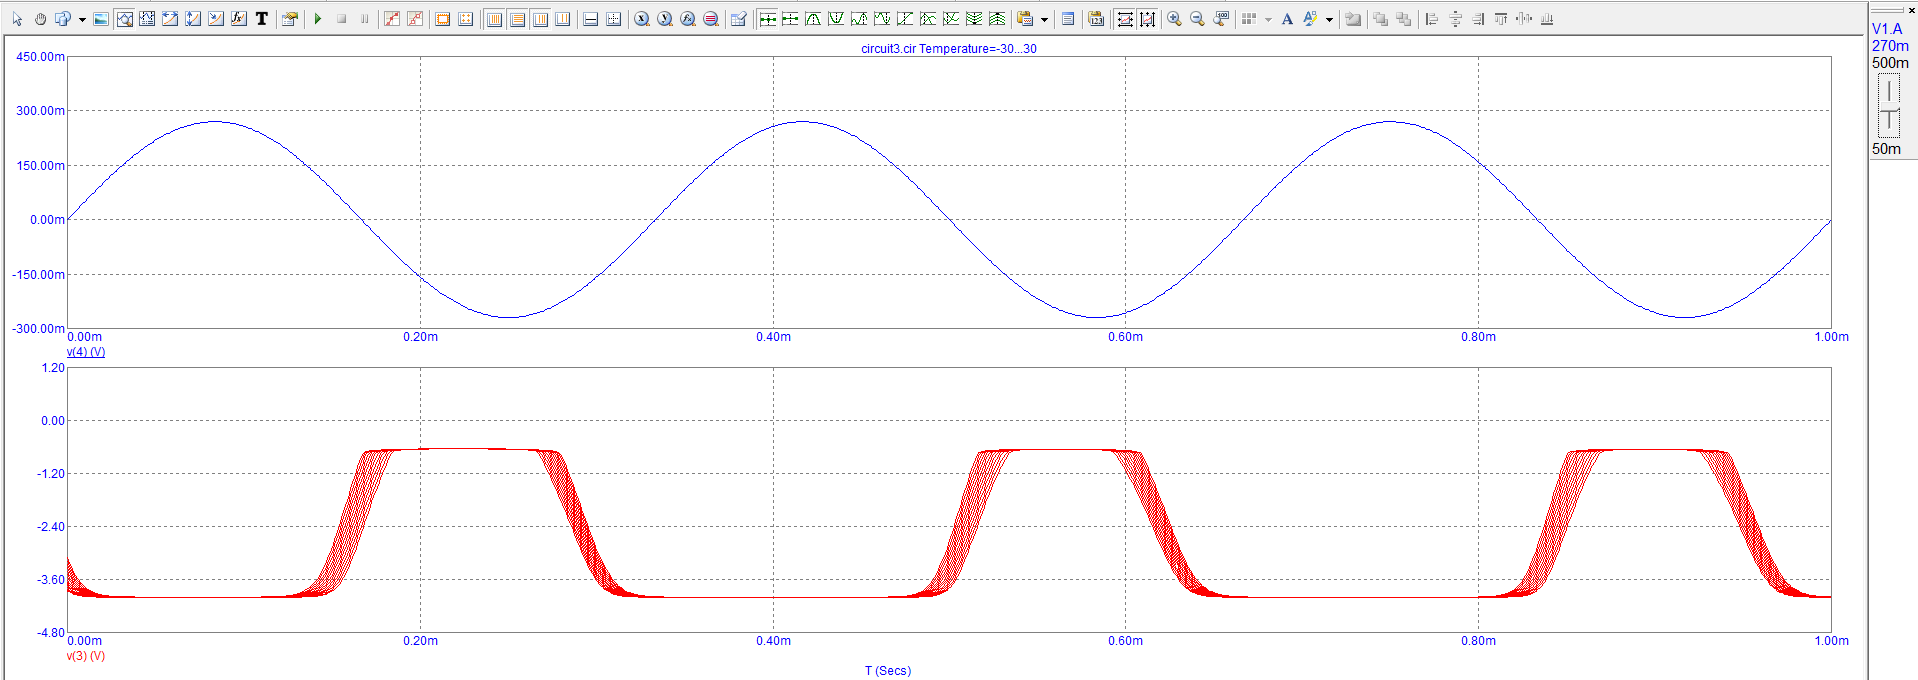 circuit3.cir Temperature=-30...30
450.00m
300.00m
150.00m
0.00m
-150.00m
-300.00m
0.00m 0.20m 0.40m 0.60m 0.80m 1.00m
v(4) (V)
1.20
0.00
-1.20
-2.40
-3.60
-4.80
0.00m 0.20m 0.40m 0.60m 0.80m 1.00m
v(3) (V)
T (Secs)
V1.A
270m
500m
50m